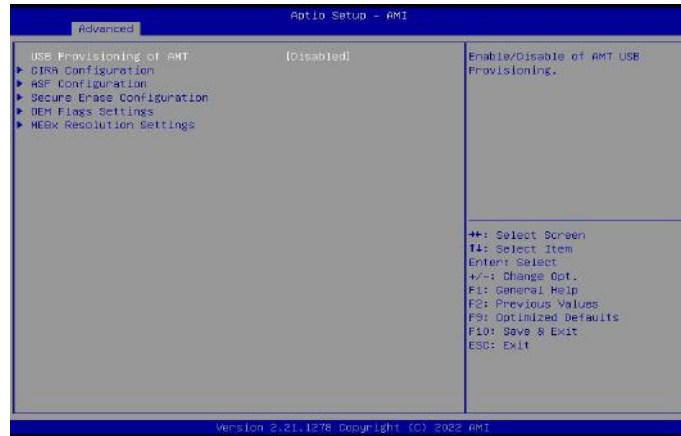 Aptio Setup - AMI
Advanced
USB Provisioning of AMT [Disabled]
CIRA Configuration
ASF Configuration
Secure Erase Configuration
OEM Flags Settings
MEBx Resolution Settings
Enable/Disable of AMT USB
Provisioning.
→←: Select Screen
↑↓: Select Item
Enter: Select
+/-: Change Opt.
F1: General Help
F2: Previous Values
F9: Optimized Defaults
F10: Save & Exit
ESC: Exit
Version 2.21.1278 Copyright (C) 2022 AMI